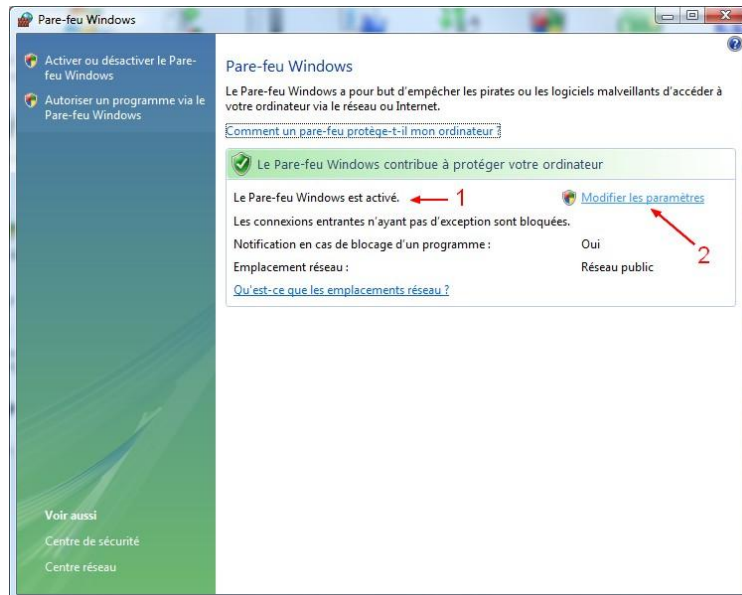 Pare-feu Windows
Activer ou désactiver le Pare-
feu Windows
Autoriser un programme via le
Pare-feu Windows
Pare-feu Windows
Le Pare-feu Windows a pour but d'empêcher les pirates ou les logiciels malveillants d'accéder à
votre ordinateur via le réseau ou Internet.
Comment un pare-feu protège-t-il mon ordinateur ?
Le Pare-feu Windows contribue à protéger votre ordinateur
Le Pare-feu Windows est activé. 1 Modifier les paramètres
Les connexions entrantes n'ayant pas d'exception sont bloquées.
2
Notification en cas de blocage d'un programme : Oui
Emplacement réseau : Réseau public
Qu'est-ce que les emplacements réseau ?
Voir aussi
Centre de sécurité
Centre réseau